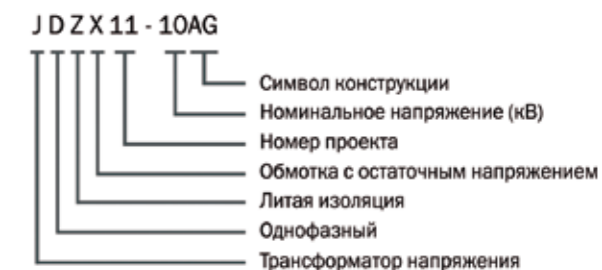 JDZX11-10AG
Символ конструкции
Номинальное напряжение (кВ)
Номер проекта
Обмотка с остаточным напряжением
Литая изоляция
Однофазный
Трансформатор напряжения